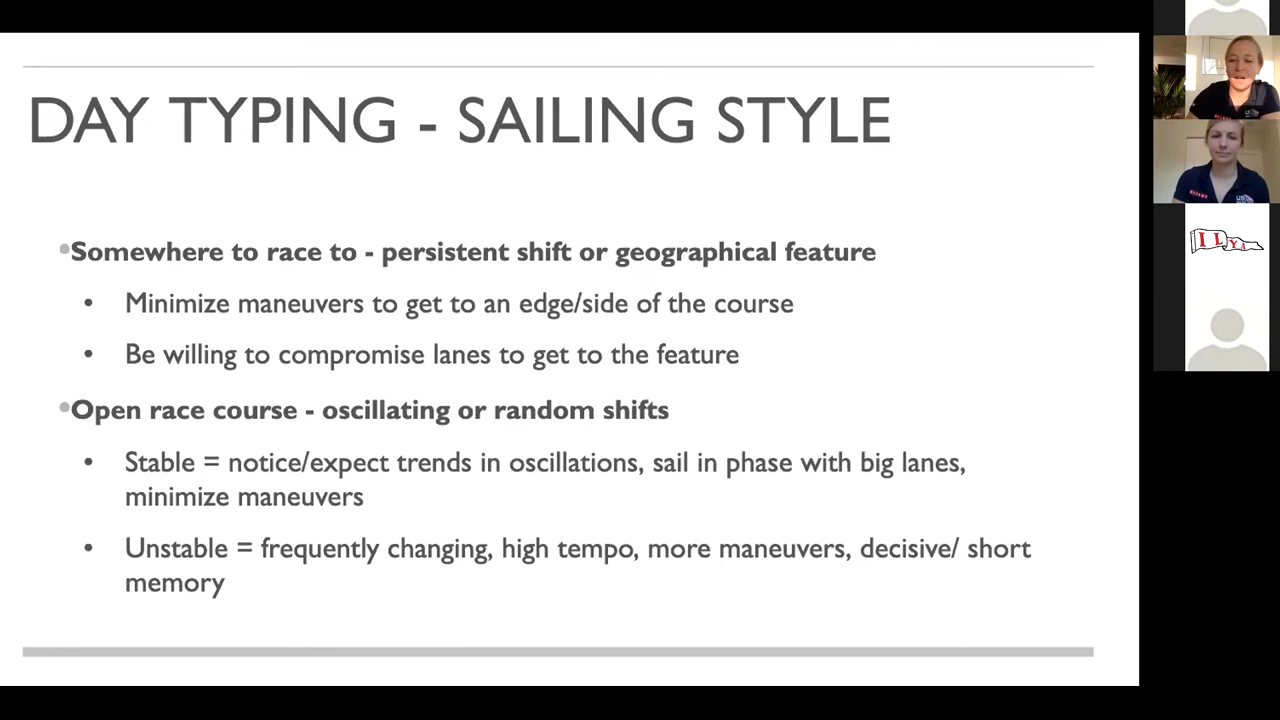 DAY TYPING - SAILING STYLE
•Somewhere to race to - persistent shift or geographical feature
• Minimize maneuvers to get to an edge/side of the course
• Be willing to compromise lanes to get to the feature
•Open race course - oscillating or random shifts
• Stable = notice/expect trends in oscillations, sail in phase with big lanes,
minimize maneuvers
• Unstable = frequently changing, high tempo, more maneuvers, decisive/ short
memory
ILYA